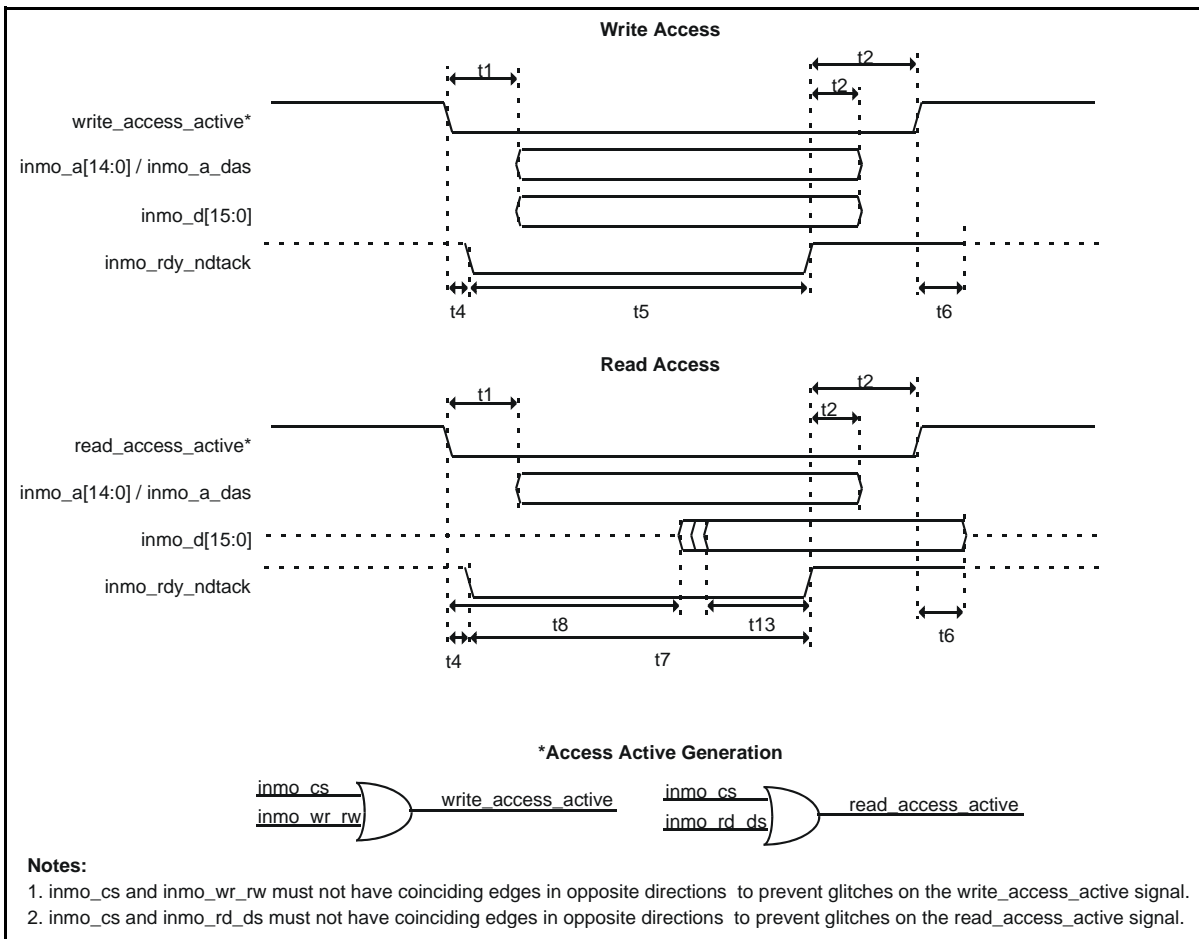 Write Access
t1
t2
t2
write_access_active*
inmo_a[14:0] / inmo_a_das
inmo_d[15:0]
inmo_rdy_ndtack
t4
t5
t6
Read Access
t1
t2
t2
read_access_active*
inmo_a[14:0] / inmo_a_das
inmo_d[15:0]
inmo_rdy_ndtack
t8
t13
t6
t4
t7
*Access Active Generation
inmo_cs
write_access_active
inmo_wr_rw
inmo_cs
read_access_active
inmo_rd_ds
Notes:
1. inmo_cs and inmo_wr_rw must not have coinciding edges in opposite directions to prevent glitches on the write_access_active signal.
2. inmo_cs and inmo_rd_ds must not have coinciding edges in opposite directions to prevent glitches on the read_access_active signal.